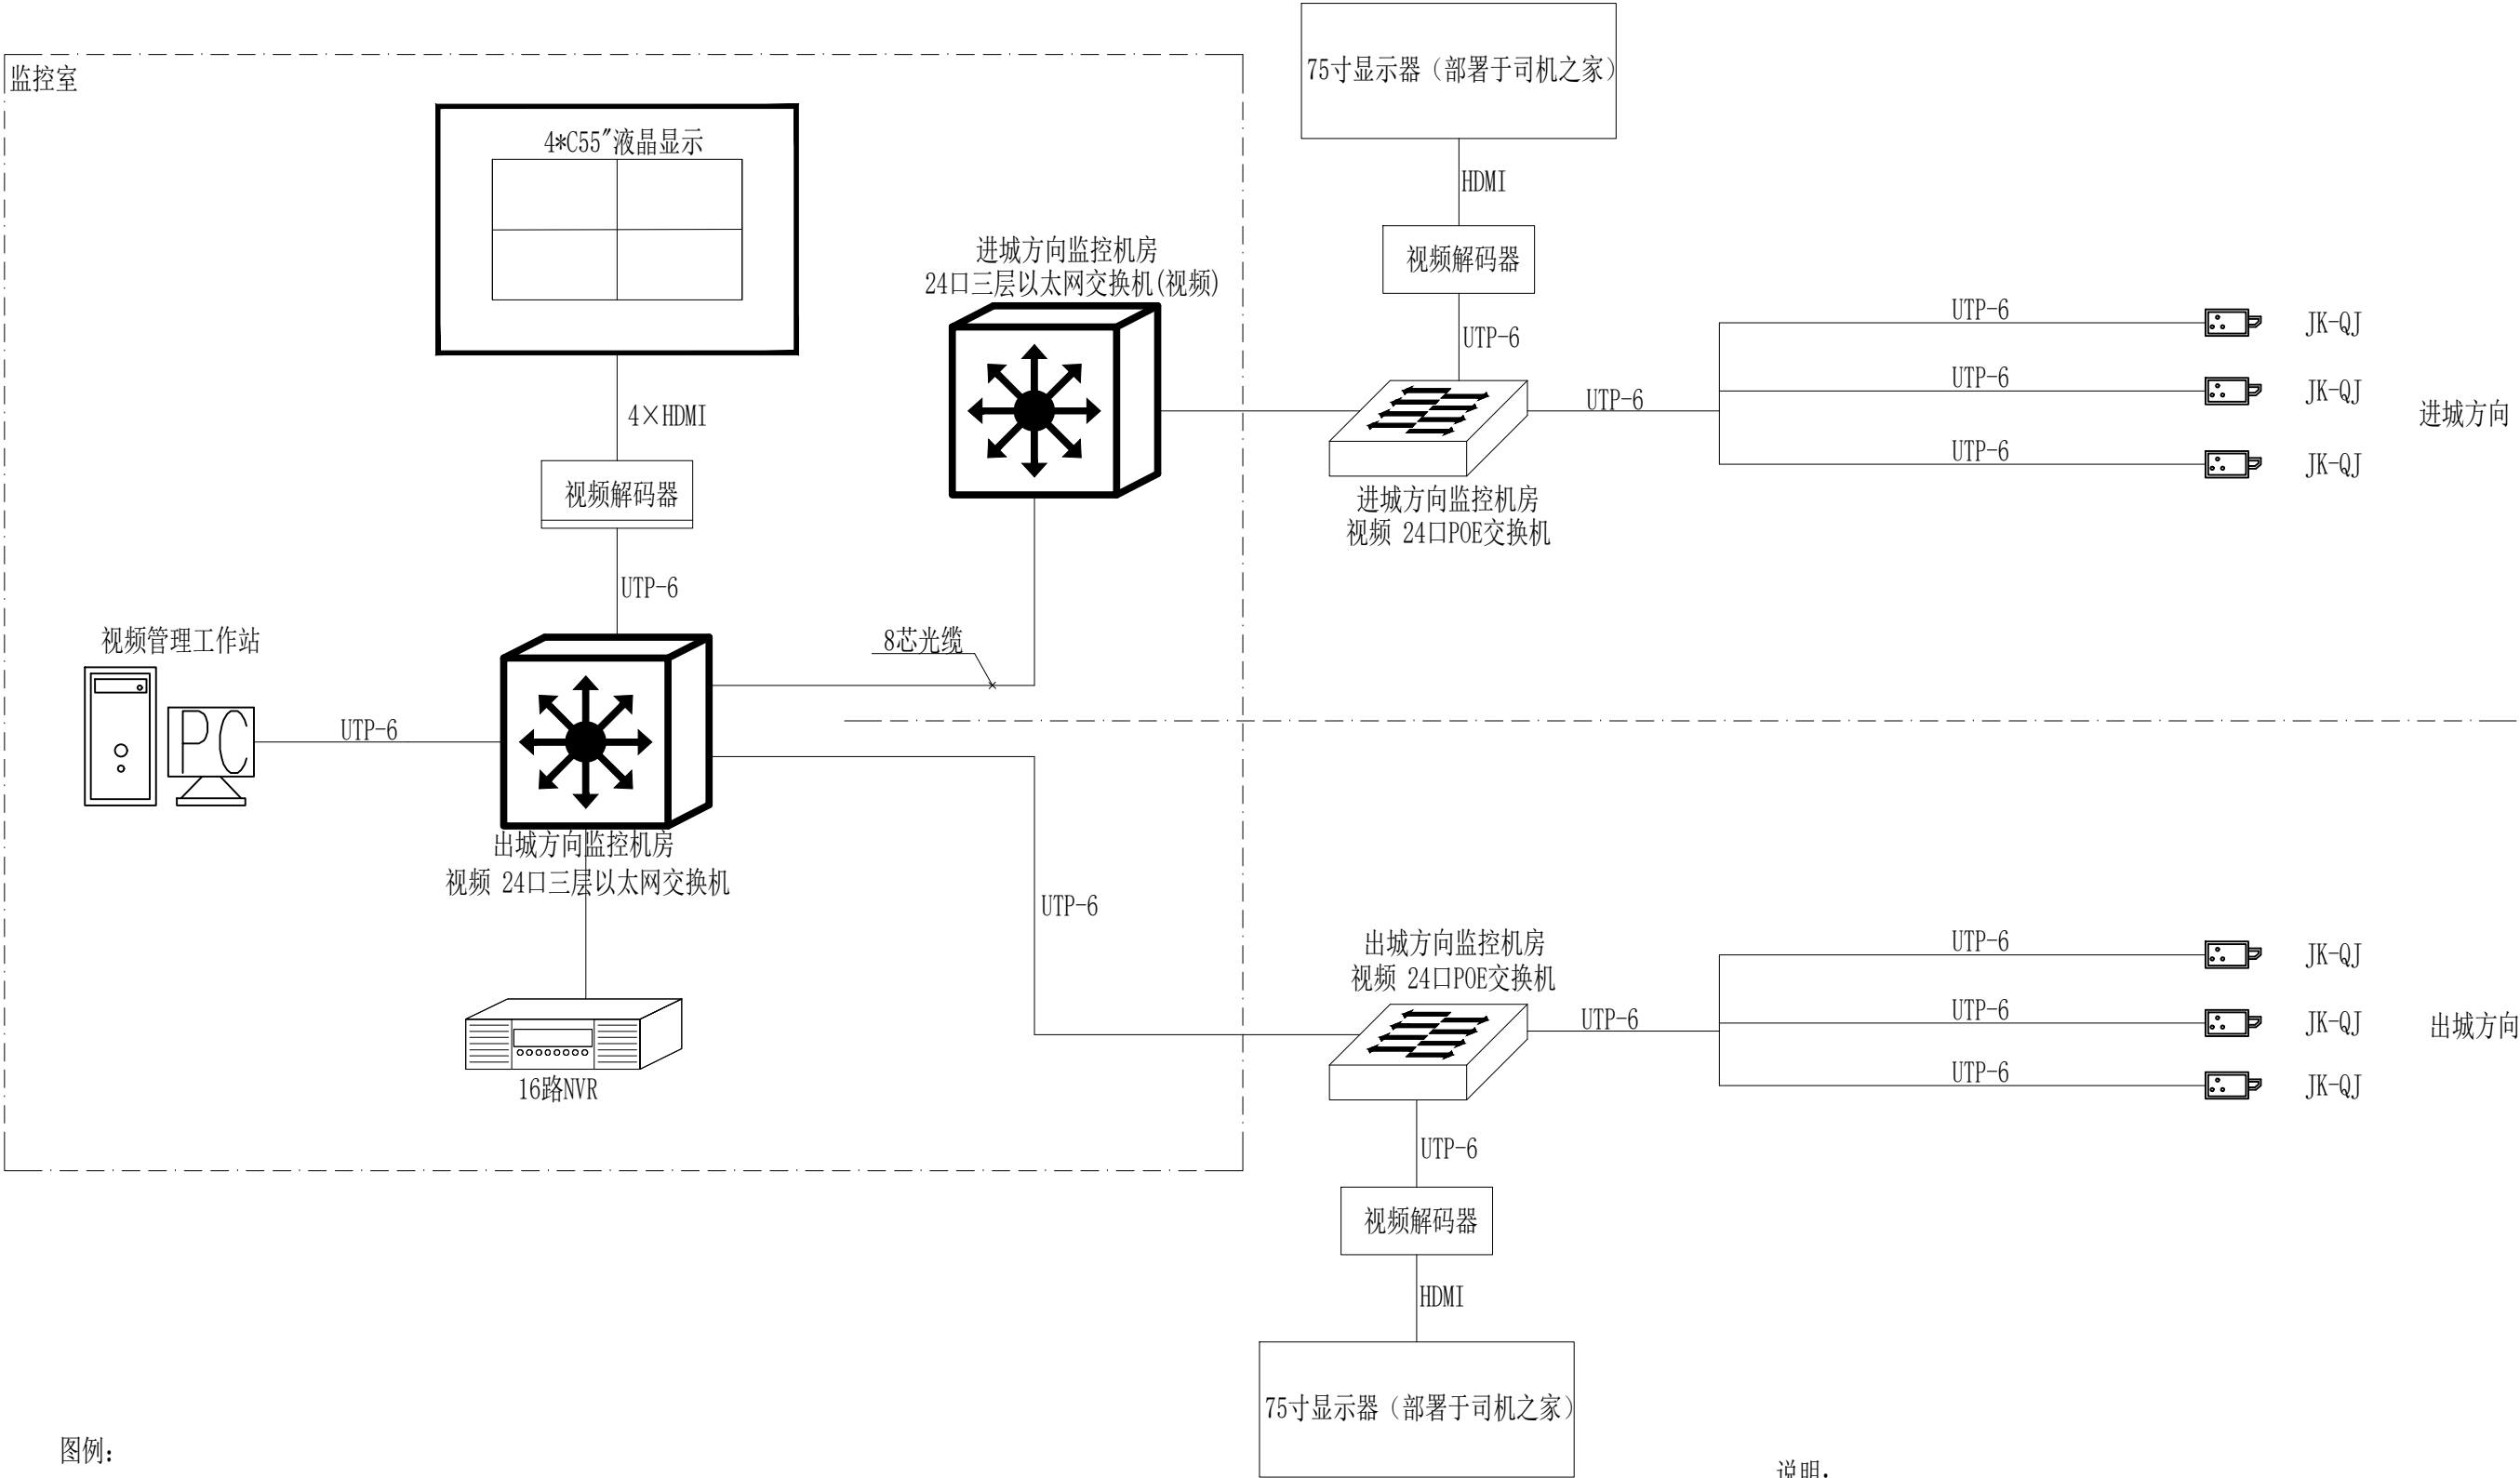 监控室
4*C55"液晶显示
4×HDMI
视频解码器
UTP-6
视频管理工作站
PC
UTP-6
出城方向监控机房
视频 24口三层以太网交换机
16路NVR
进城方向监控机房
24口三层以太网交换机(视频)
8芯光缆
UTP-6
75寸显示器（部署于司机之家）
HDMI
视频解码器
UTP-6
进城方向监控机房
视频 24口POE交换机
UTP-6
UTP-6
JK-QJ
UTP-6
JK-QJ
UTP-6
JK-QJ
进城方向
出城方向监控机房
视频 24口POE交换机
UTP-6
UTP-6
JK-QJ
UTP-6
JK-QJ
UTP-6
JK-QJ
出城方向
UTP-6
视频解码器
HDMI
75寸显示器（部署于司机之家）
图例:
说明: